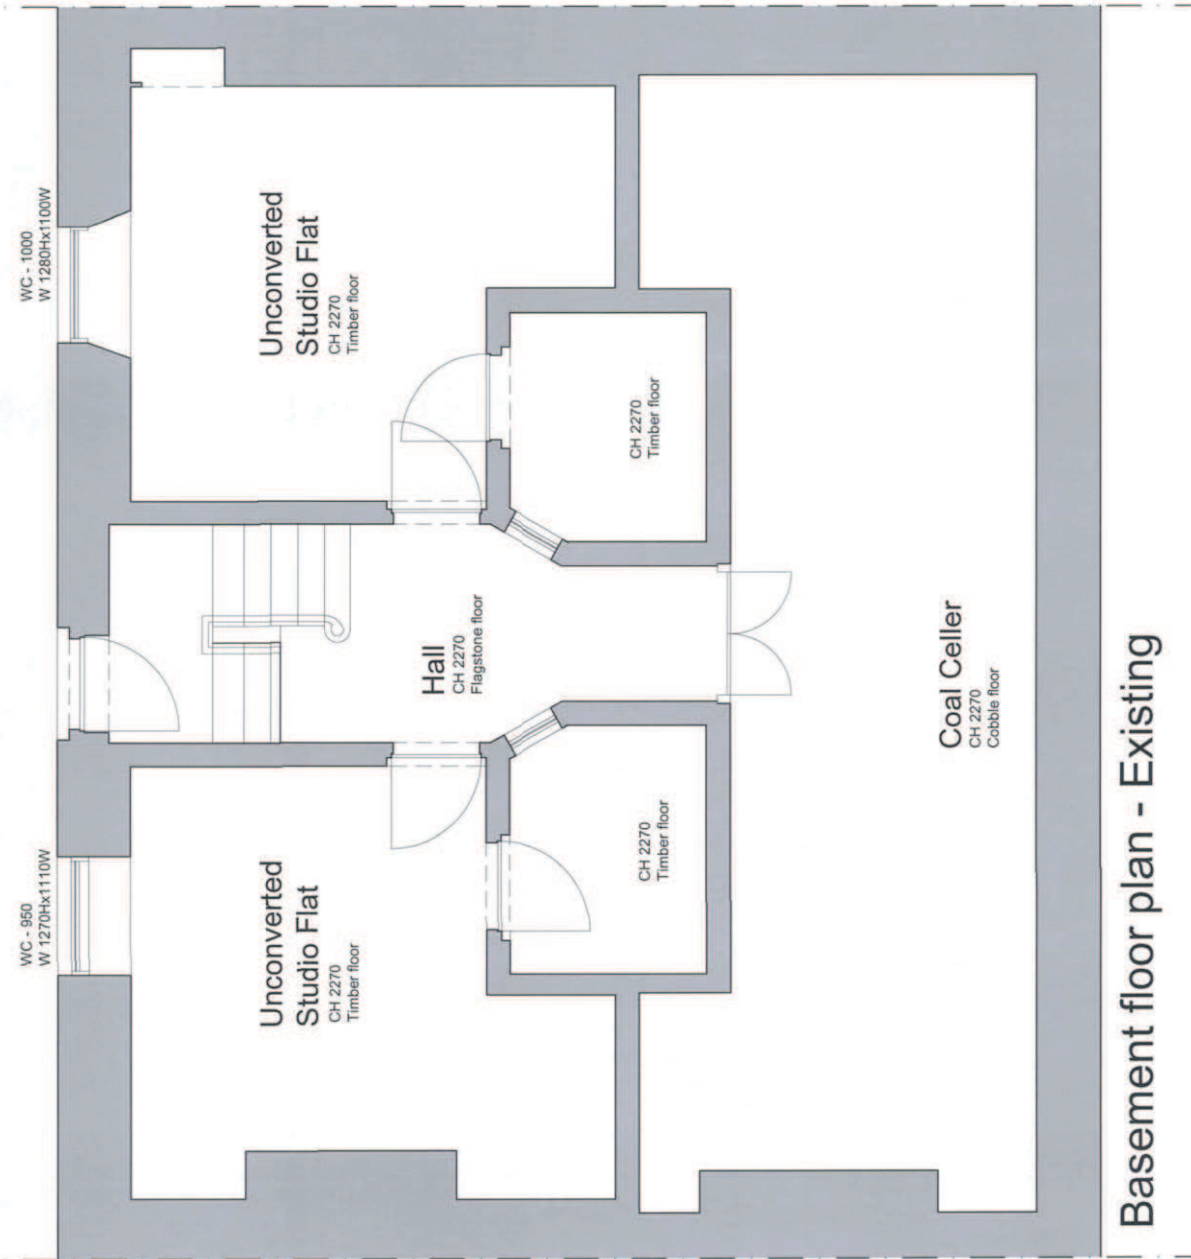 WC - 950
W 1270Hx1110W
WC - 1000
W 1280Hx1100W
Unconverted
Studio Flat
CH 2270
Timber floor
Unconverted
Studio Flat
CH 2270
Timber floor
Hall
CH 2270
Flagstone floor
CH 2270
Timber floor
CH 2270
Timber floor
Coal Celler
CH 2270
Cobble floor
Basement floor plan - Existing